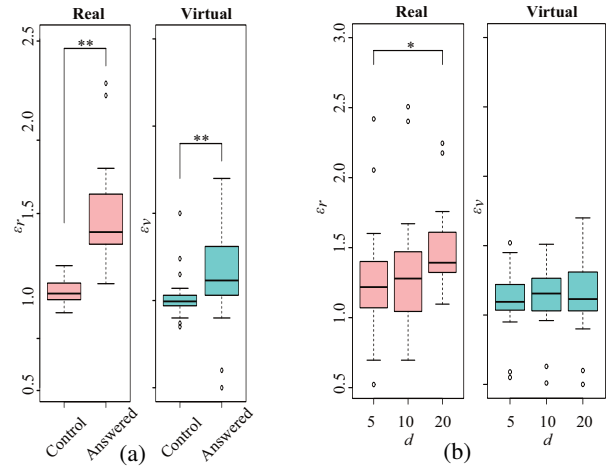 Real Virtual
**
**
2.5
2.0
1.5
1.0
0.5
εr
εv
Control Answered Control Answered
(a)
Real Virtual
*
3.0
2.5
2.0
1.5
1.0
0.5
εr
εv
5 10 20 5 10 20
d d
(b)